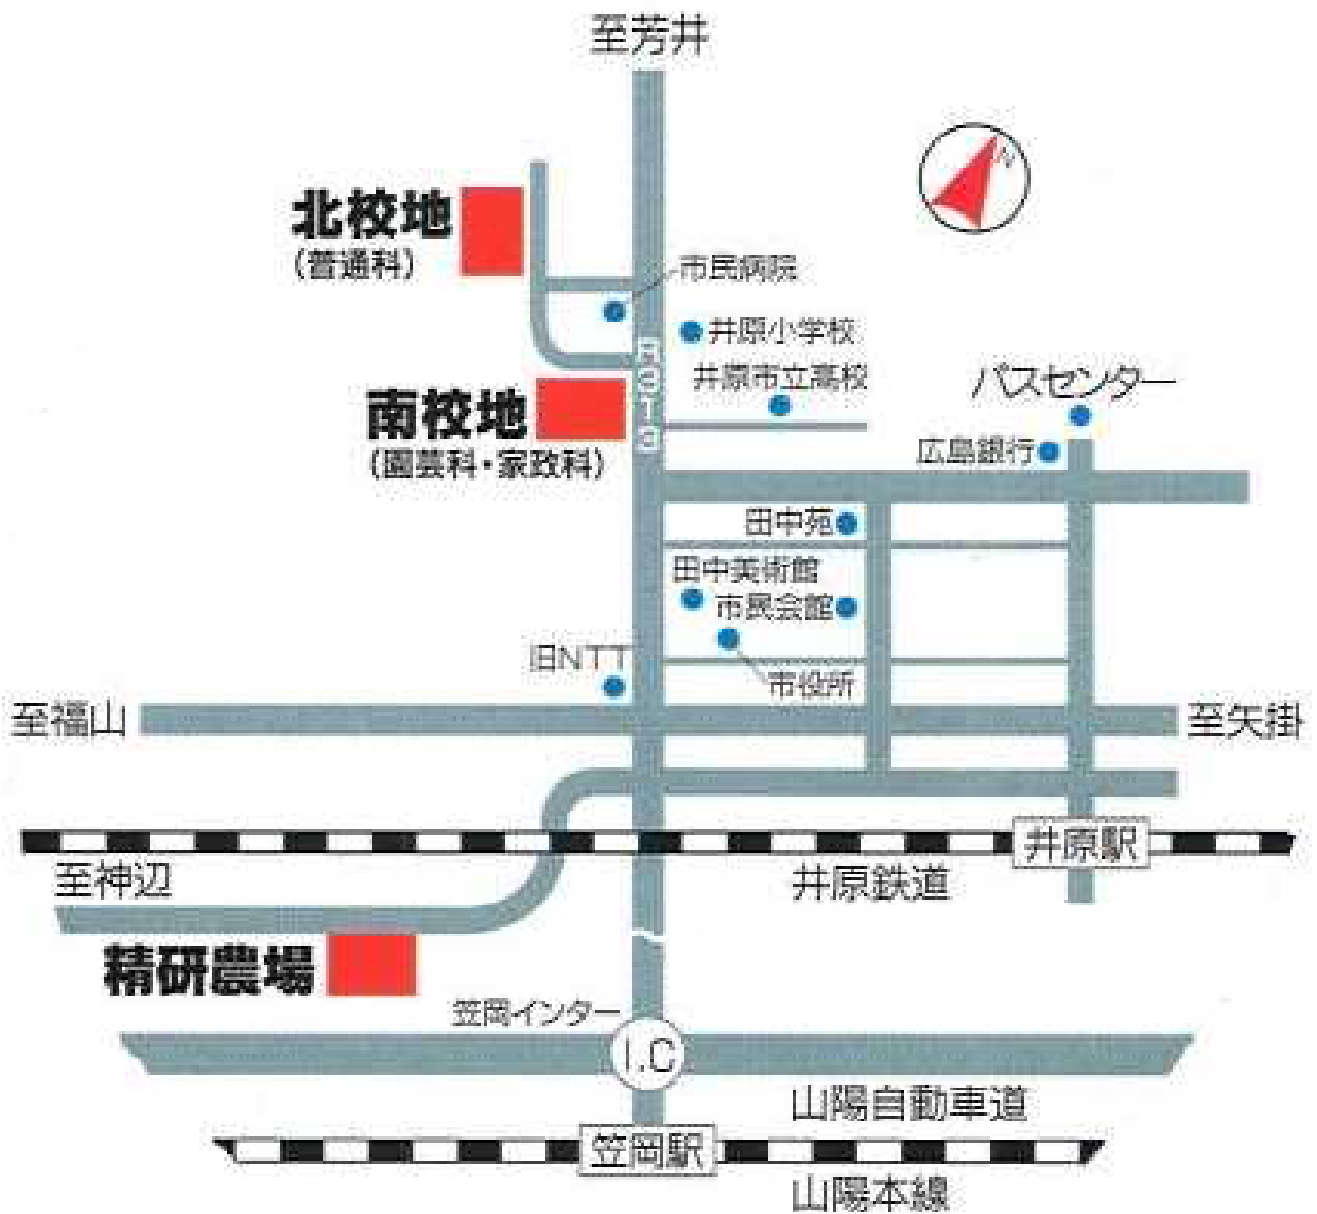 至芳井
N
北校地
(普通科)
市民病院
井原小学校
井原市立高校
バスセンター
南校地
(園芸科・家政科)
広島銀行
田中苑
田中美術館
市民会館
旧NTT
市役所
至福山
至矢掛
井原駅
至神辺
井原鉄道
精研農場
笠岡インター
I.C
山陽自動車道
笠岡駅
山陽本線